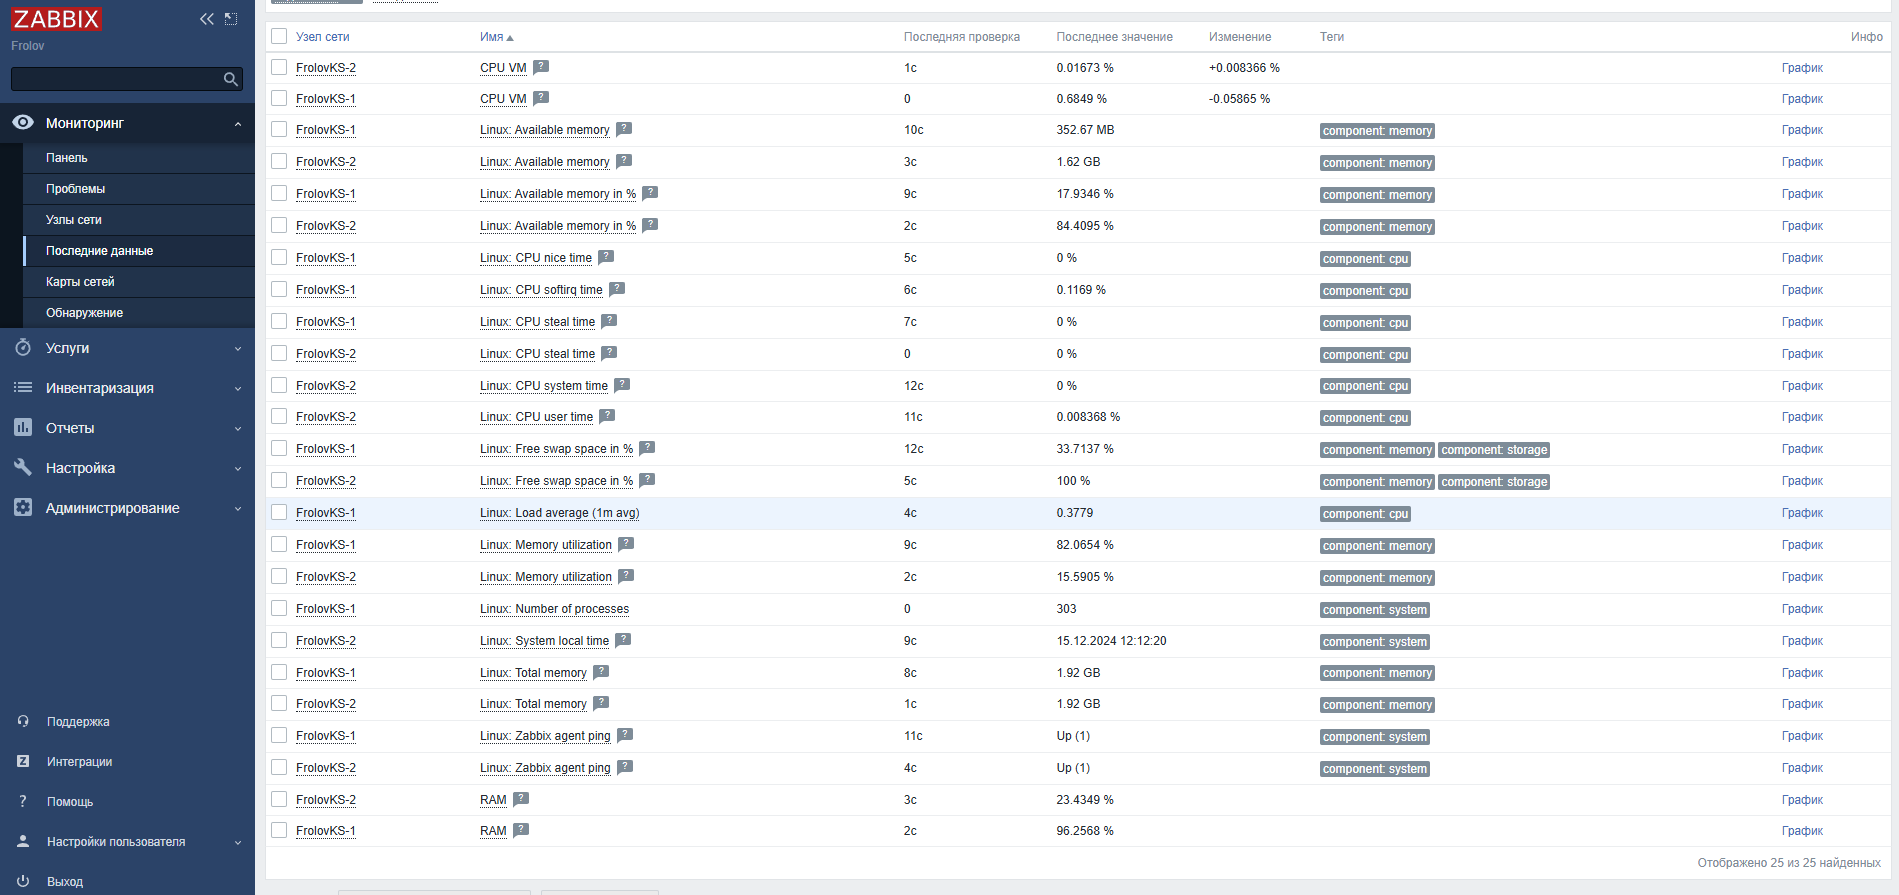 ZABBIX
Frolov
Мониторинг
Панель
Проблемы
Узлы сети
Последние данные
Карты сетей
Обнаружение
Услуги
Инвентаризация
Отчеты
Настройка
Администрирование
Поддержка
Z Интеграции
? Помощь
Настройки пользователя
Выход
Узел сети Имя Последняя проверка Последнее значение Изменение Теги Инфо
FrolovKS-2 CPU VM ? 1с 0.01673 % +0.008366 % График
FrolovKS-1 CPU VM ? 0 0.6849 % -0.05865 % График
FrolovKS-1 Linux: Available memory ? 10с 352.67 MB component: memory График
FrolovKS-2 Linux: Available memory ? 3с 1.62 GB component: memory График
FrolovKS-1 Linux: Available memory in % ? 9с 17.9346 % component: memory График
FrolovKS-2 Linux: Available memory in % ? 2с 84.4095 % component: memory График
FrolovKS-1 Linux: CPU nice time ? 5с 0 % component: cpu График
FrolovKS-1 Linux: CPU softirq time ? 6с 0.1169 % component: cpu График
FrolovKS-1 Linux: CPU steal time ? 7с 0 % component: cpu График
FrolovKS-2 Linux: CPU steal time ? 0 0 % component: cpu График
FrolovKS-2 Linux: CPU system time ? 12с 0 % component: cpu График
FrolovKS-2 Linux: CPU user time ? 11с 0.008368 % component: cpu График
FrolovKS-1 Linux: Free swap space in % ? 12с 33.7137 % component: memory component: storage График
FrolovKS-2 Linux: Free swap space in % ? 5с 100 % component: memory component: storage График
FrolovKS-1 Linux: Load average (1m avg) 4с 0.3779 component: cpu График
FrolovKS-1 Linux: Memory utilization ? 9с 82.0654 % component: memory График
FrolovKS-2 Linux: Memory utilization ? 2с 15.5905 % component: memory График
FrolovKS-1 Linux: Number of processes 0 303 component: system График
FrolovKS-2 Linux: System local time ? 9с 15.12.2024 12:12:20 component: system График
FrolovKS-1 Linux: Total memory ? 8с 1.92 GB component: memory График
FrolovKS-2 Linux: Total memory ? 1с 1.92 GB component: memory График
FrolovKS-1 Linux: Zabbix agent ping ? 11с Up (1) component: system График
FrolovKS-2 Linux: Zabbix agent ping ? 4с Up (1) component: system График
FrolovKS-2 RAM ? 3с 23.4349 % График
FrolovKS-1 RAM ? 2с 96.2568 % График
Отображено 25 из 25 найденных